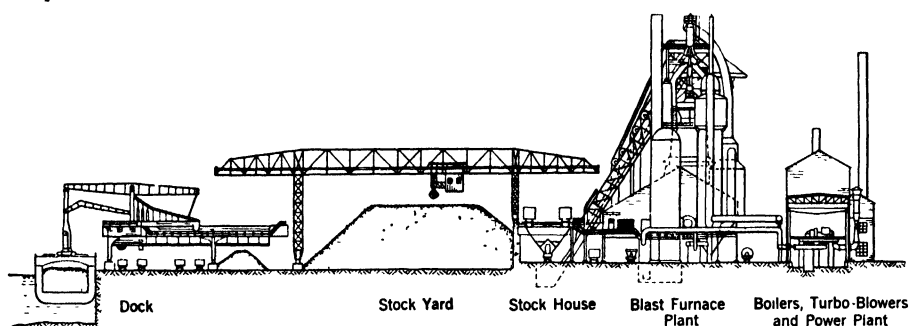 Dock
Stock Yard
Stock House
Blast Furnace
Plant
Boilers, Turbo-Blowers
and Power Plant